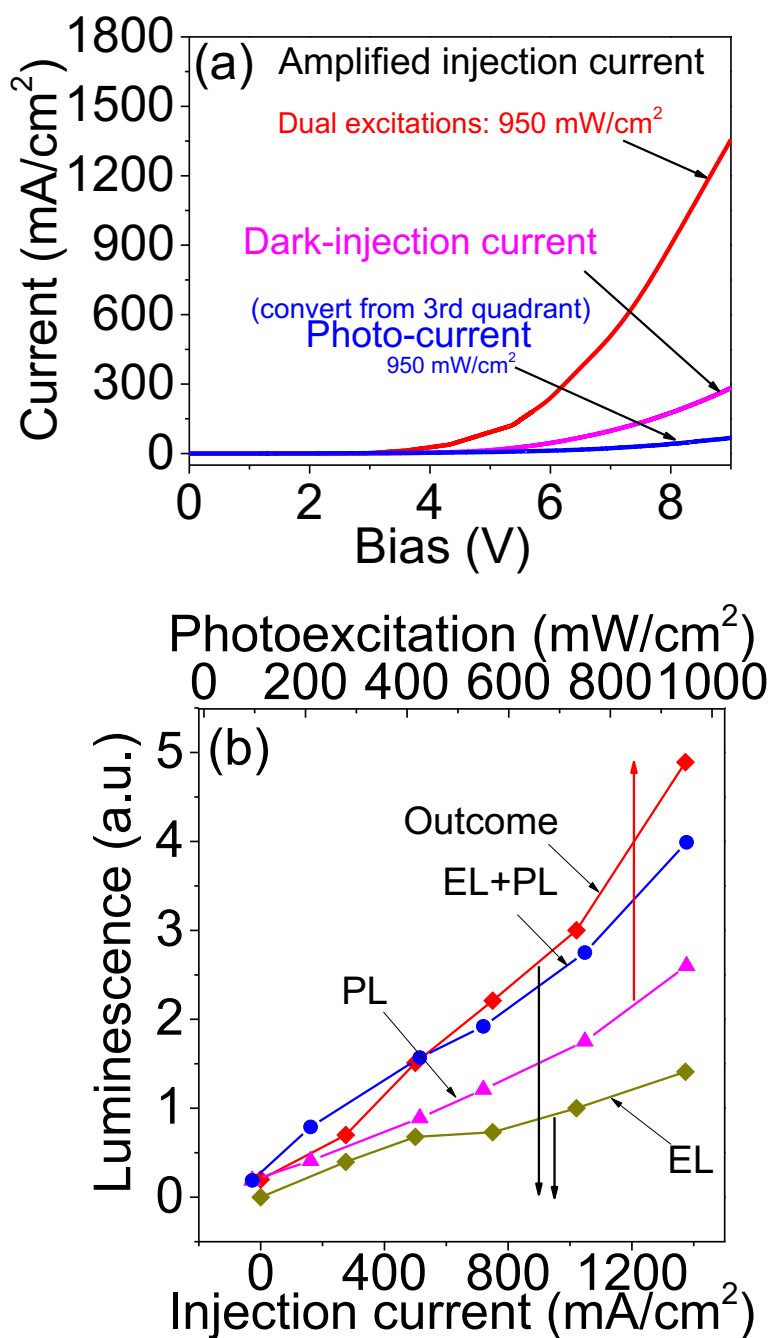 1800
1500
1200
900
600
300
0
Current (mA/cm²)
(a) Amplified injection current
Dual excitations: 950 mW/cm²
Dark-injection current
(convert from 3rd quadrant)
Photo-current
950 mW/cm²
0 2 4 6 8
Bias (V)
Photoexcitation (mW/cm²)
0 200 400 600 800 1000
5
4
3
2
1
0
Luminescence (a.u.)
(b)
Outcome
EL+PL
PL
EL
0 400 800 1200
Injection current (mA/cm²)